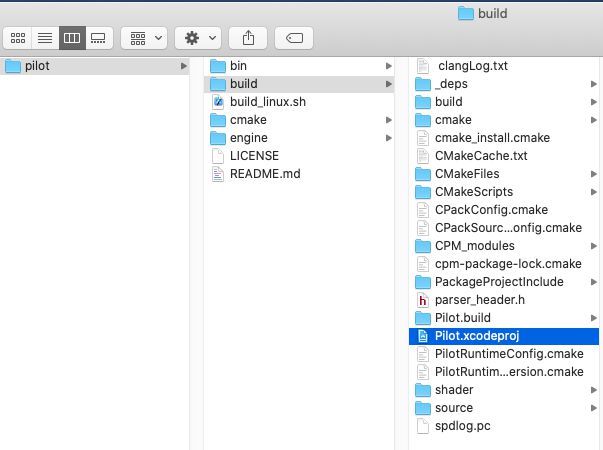 build
pilot
bin
build
build_linux.sh
cmake
engine
LICENSE
README.md
clangLog.txt
_deps
build
cmake
cmake_install.cmake
CMakeCache.txt
CMakeFiles
CMakeScripts
CPackConfig.cmake
CPackSourc...onfig.cmake
CPM_modules
cpm-package-lock.cmake
PackageProjectInclude
parser_header.h
Pilot.build
Pilot.xcodeproj
PilotRuntimeConfig.cmake
PilotRuntim...ersion.cmake
shader
source
spdlog.pc